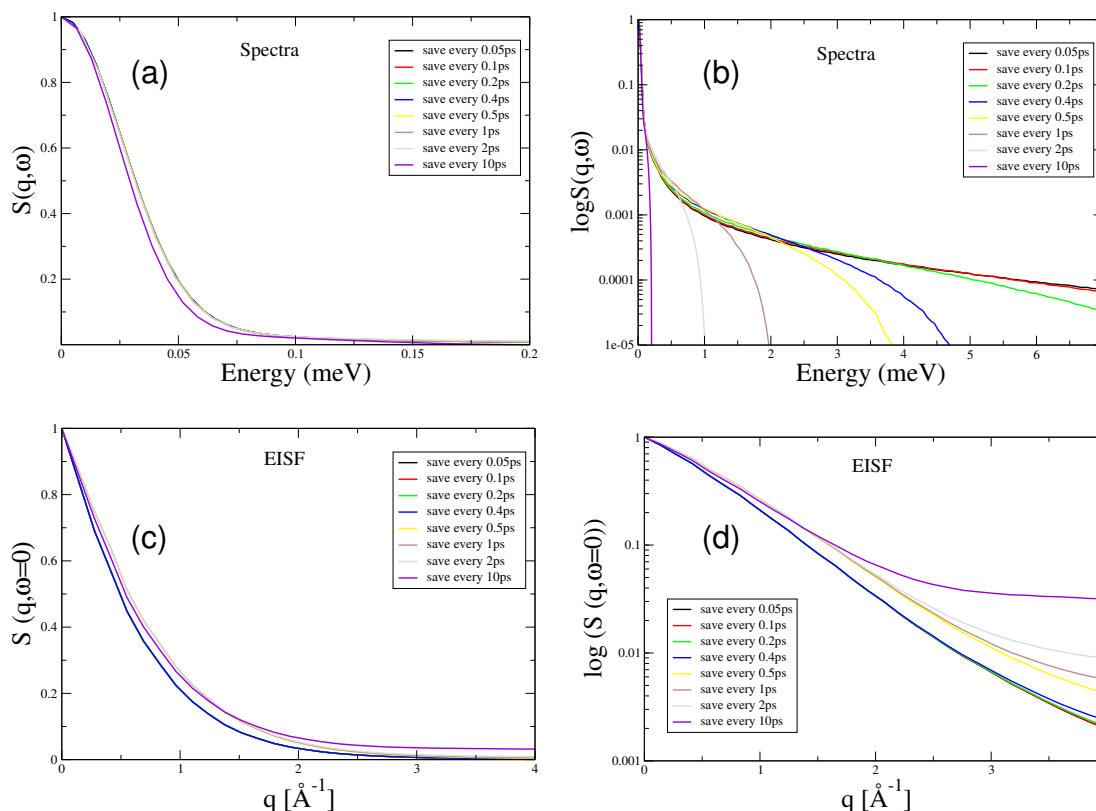 (a)
Spectra
save every 0.05ps
save every 0.1ps
save every 0.2ps
save every 0.4ps
save every 0.5ps
save every 1ps
save every 2ps
save every 10ps
1
0.8
0.6
0.4
0.2
S(q,ω)
0
0.05
0.1
0.15
0.2
Energy (meV)
(b)
Spectra
save every 0.05ps
save every 0.1ps
save every 0.2ps
save every 0.4ps
save every 0.5ps
save every 1ps
save every 2ps
save every 10ps
1
0.1
0.01
0.001
0.0001
1e-05
logS(q,ω)
0
1
2
3
4
5
6
Energy (meV)
(c)
EISF
save every 0.05ps
save every 0.1ps
save every 0.2ps
save every 0.4ps
save every 0.5ps
save every 1ps
save every 2ps
save every 10ps
1
0.8
0.6
0.4
0.2
0
S (q,ω=0)
0
1
2
3
4
q [Å⁻¹]
(d)
EISF
save every 0.05ps
save every 0.1ps
save every 0.2ps
save every 0.4ps
save every 0.5ps
save every 1ps
save every 2ps
save every 10ps
1
0.1
0.01
0.001
log (S (q,ω=0))
0
1
2
3
q [Å⁻¹]